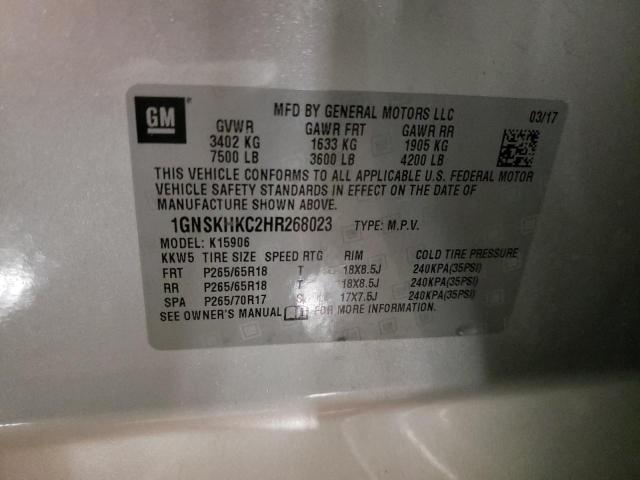 GM
MFD BY GENERAL MOTORS LLC 03/17
GVWR GAWR FRT GAWR RR
3402 KG 1633 KG 1905 KG
7500 LB 3600 LB 4200 LB
THIS VEHICLE CONFORMS TO ALL APPLICABLE U.S. FEDERAL MOTOR
VEHICLE SAFETY STANDARDS IN EFFECT ON THE DATE OF
MANUFACTURE SHOWN ABOVE.
1GNSKHKC2HR268023 TYPE: M.P.V.
MODEL: K15906
KKW5 TIRE SIZE SPEED RTG RIM COLD TIRE PRESSURE
FRT P265/65R18 T 18X8.5J 240KPA(35PSI)
RR P265/65R18 T 18X8.5J 240KPA(35PSI)
SPA P265/70R17 S 17X7.5J 240KPA(35PSI)
SEE OWNER'S MANUAL FOR MORE INFORMATION.